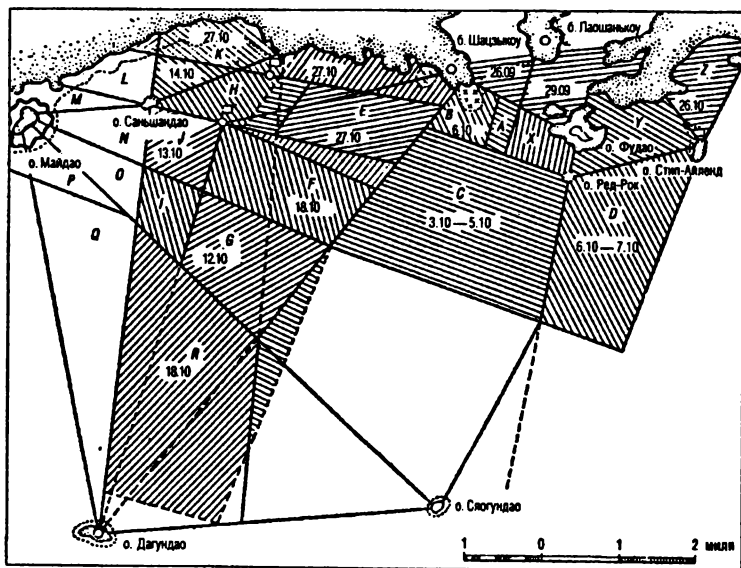 б. Шацзыкоу
б. Лаошанькоу
27.10
K
L
14.10
H
27.10
26.09
29.09
Z
26.10
M
E
27.10
B
6.10
A
X
Y
о. Саньшандао
о. Фудао
о. Стип-Айленд
N
J
13.10
о. Майдао
O
F
18.10
C
3.10 — 5.10
о. Ред-Рок
D
6.10 — 7.10
P
I
G
12.10
Q
R
18.10
о. Сяогундао
о. Дагундао
1 0 1 2 мили